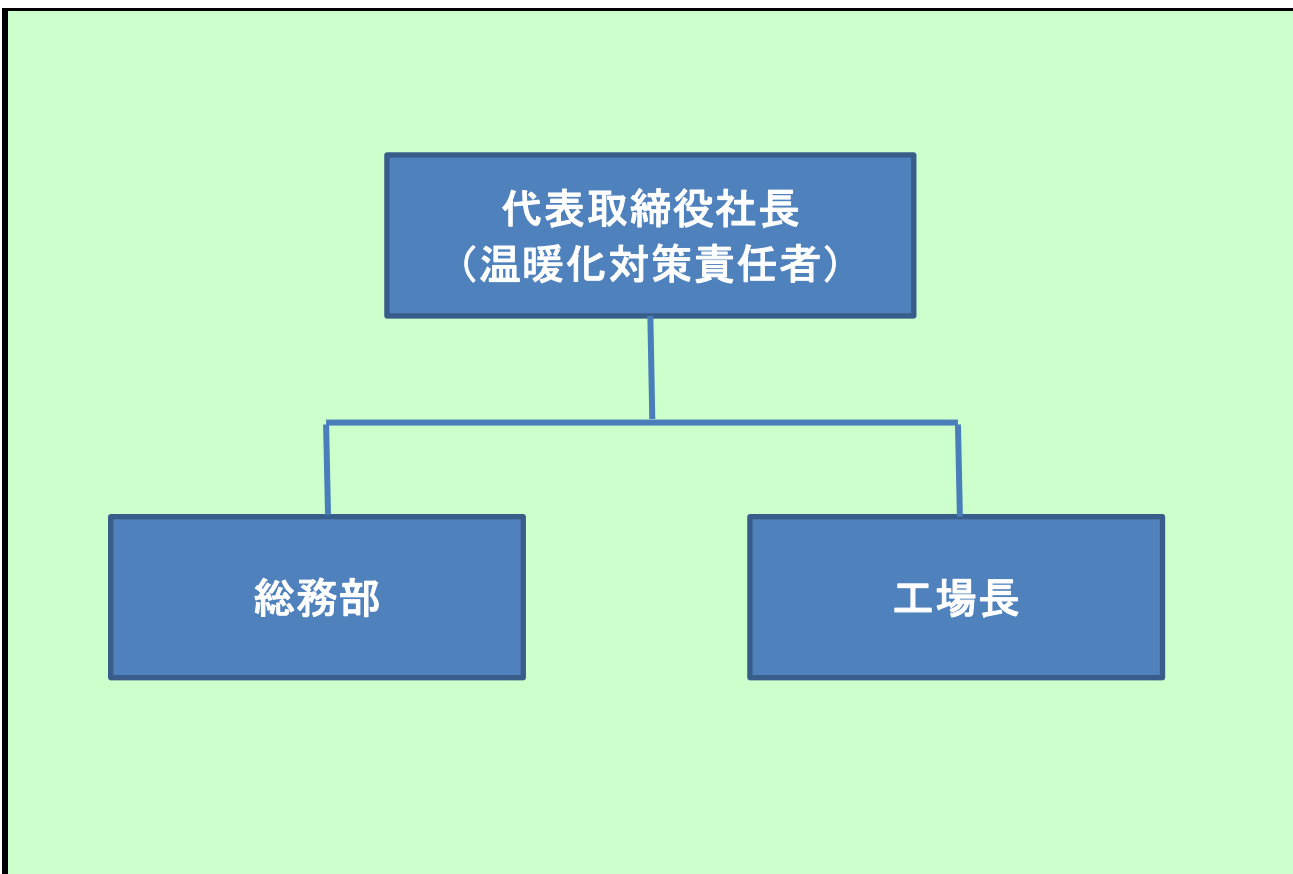 代表取締役社長
（温暖化対策責任者）
総務部
工場長